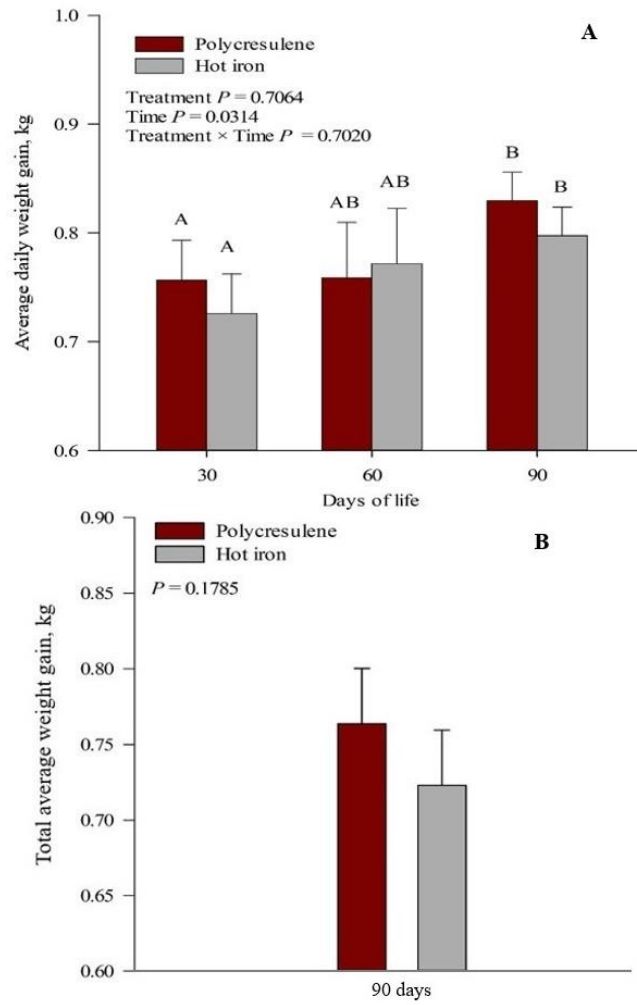 1.0
A
Polycresulene
Hot iron
Treatment P = 0.7064
Time P = 0.0314
Treatment × Time P = 0.7020
0.9
0.8
0.7
0.6
Average daily weight gain, kg
A
A
AB
AB
B
B
30
60
90
Days of life
0.90
Polycresulene
Hot iron
B
P = 0.1785
0.85
0.80
0.75
0.70
0.65
0.60
Total average weight gain, kg
90 days